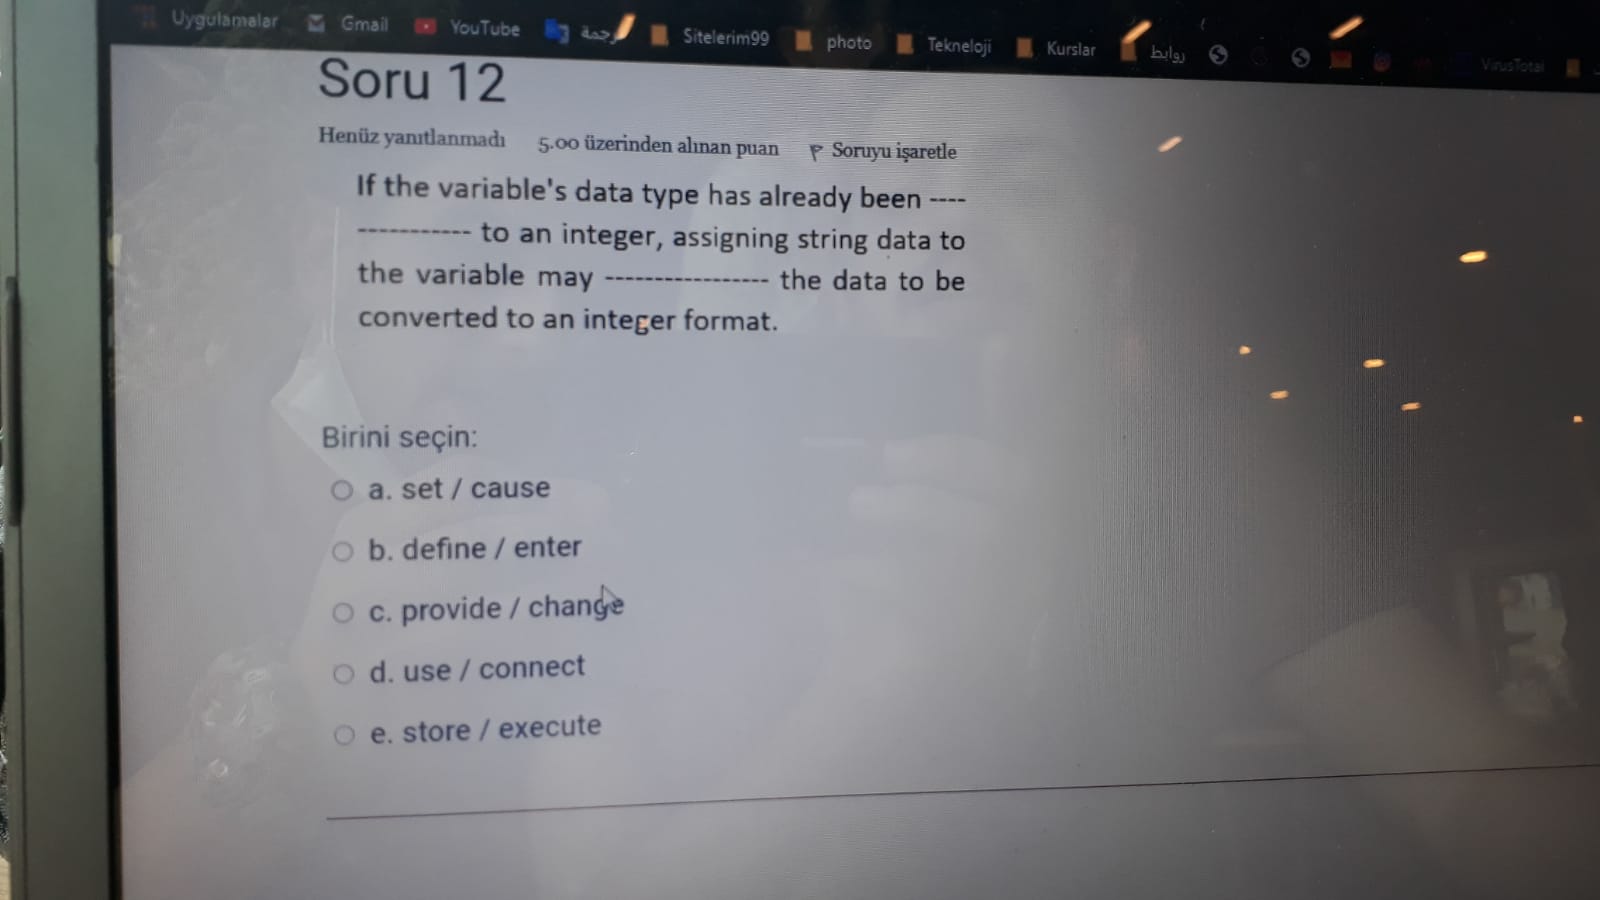 Uygulamalar Gmail YouTube Sitelerim99 photo Tekneloji Kurslar روابط VirusTotal
Soru 12
Henüz yanıtlanmadı 5.00 üzerinden alınan puan Soruyu işaretle
If the variable's data type has already been ----
----------- to an integer, assigning string data to
the variable may ----------------- the data to be
converted to an integer format.
Birini seçin:
a. set / cause
b. define / enter
c. provide / change
d. use / connect
e. store / execute